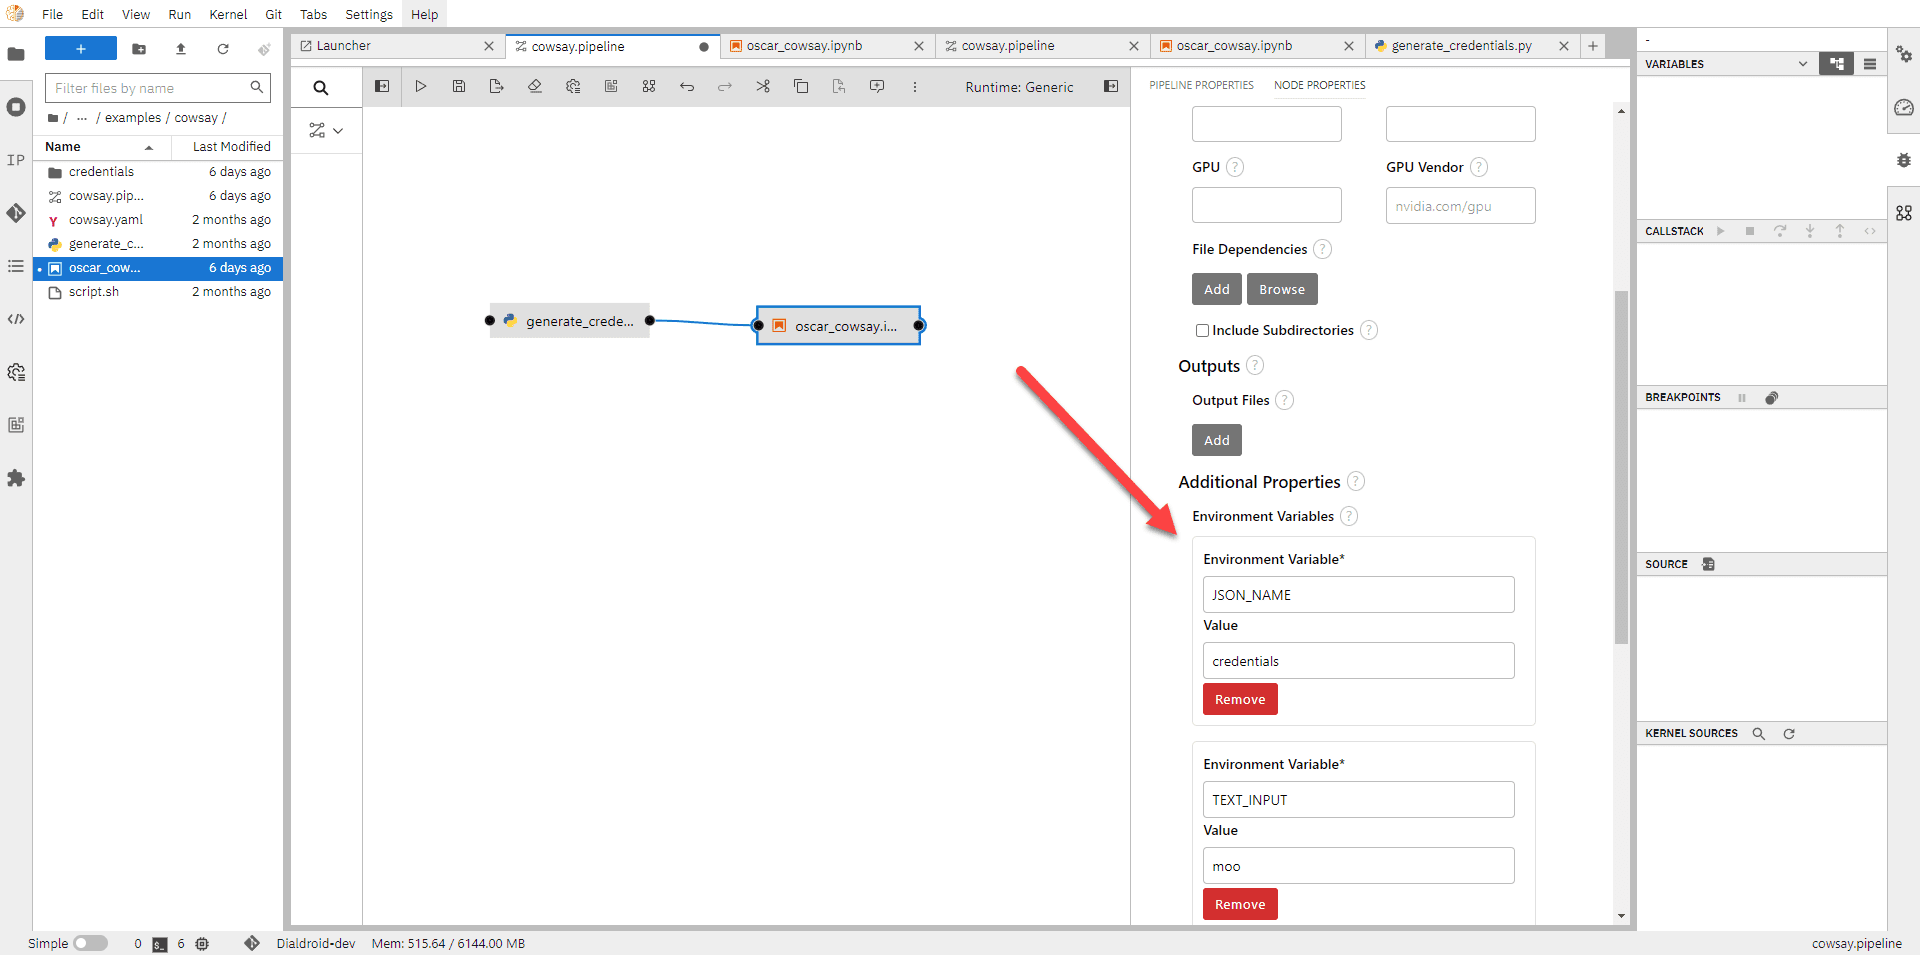 File Edit View Run Kernel Git Tabs Settings Help
+
Filter files by name
/ ... / examples / cowsay /
Name Last Modified
credentials 6 days ago
cowsay.pip... 6 days ago
Y cowsay.yaml 2 months ago
generate_c... 2 months ago
oscar_cow... 6 days ago
script.sh 2 months ago
IP
Launcher
cowsay.pipeline
oscar_cowsay.ipynb
cowsay.pipeline
oscar_cowsay.ipynb
generate_credentials.py
+
Runtime: Generic
generate_crede...
oscar_cowsay.i...
PIPELINE PROPERTIES NODE PROPERTIES
GPU ? GPU Vendor ?
nvidia.com/gpu
File Dependencies ?
Add Browse
Include Subdirectories ?
Outputs ?
Output Files ?
Add
Additional Properties ?
Environment Variables ?
Environment Variable*
JSON_NAME
Value
credentials
Remove
Environment Variable*
TEXT_INPUT
Value
moo
Remove
-
VARIABLES
CALLSTACK
BREAKPOINTS
SOURCE
KERNEL SOURCES
Simple 0 $_ 6 Dialdroid-dev Mem: 515.64 / 6144.00 MB
cowsay.pipeline